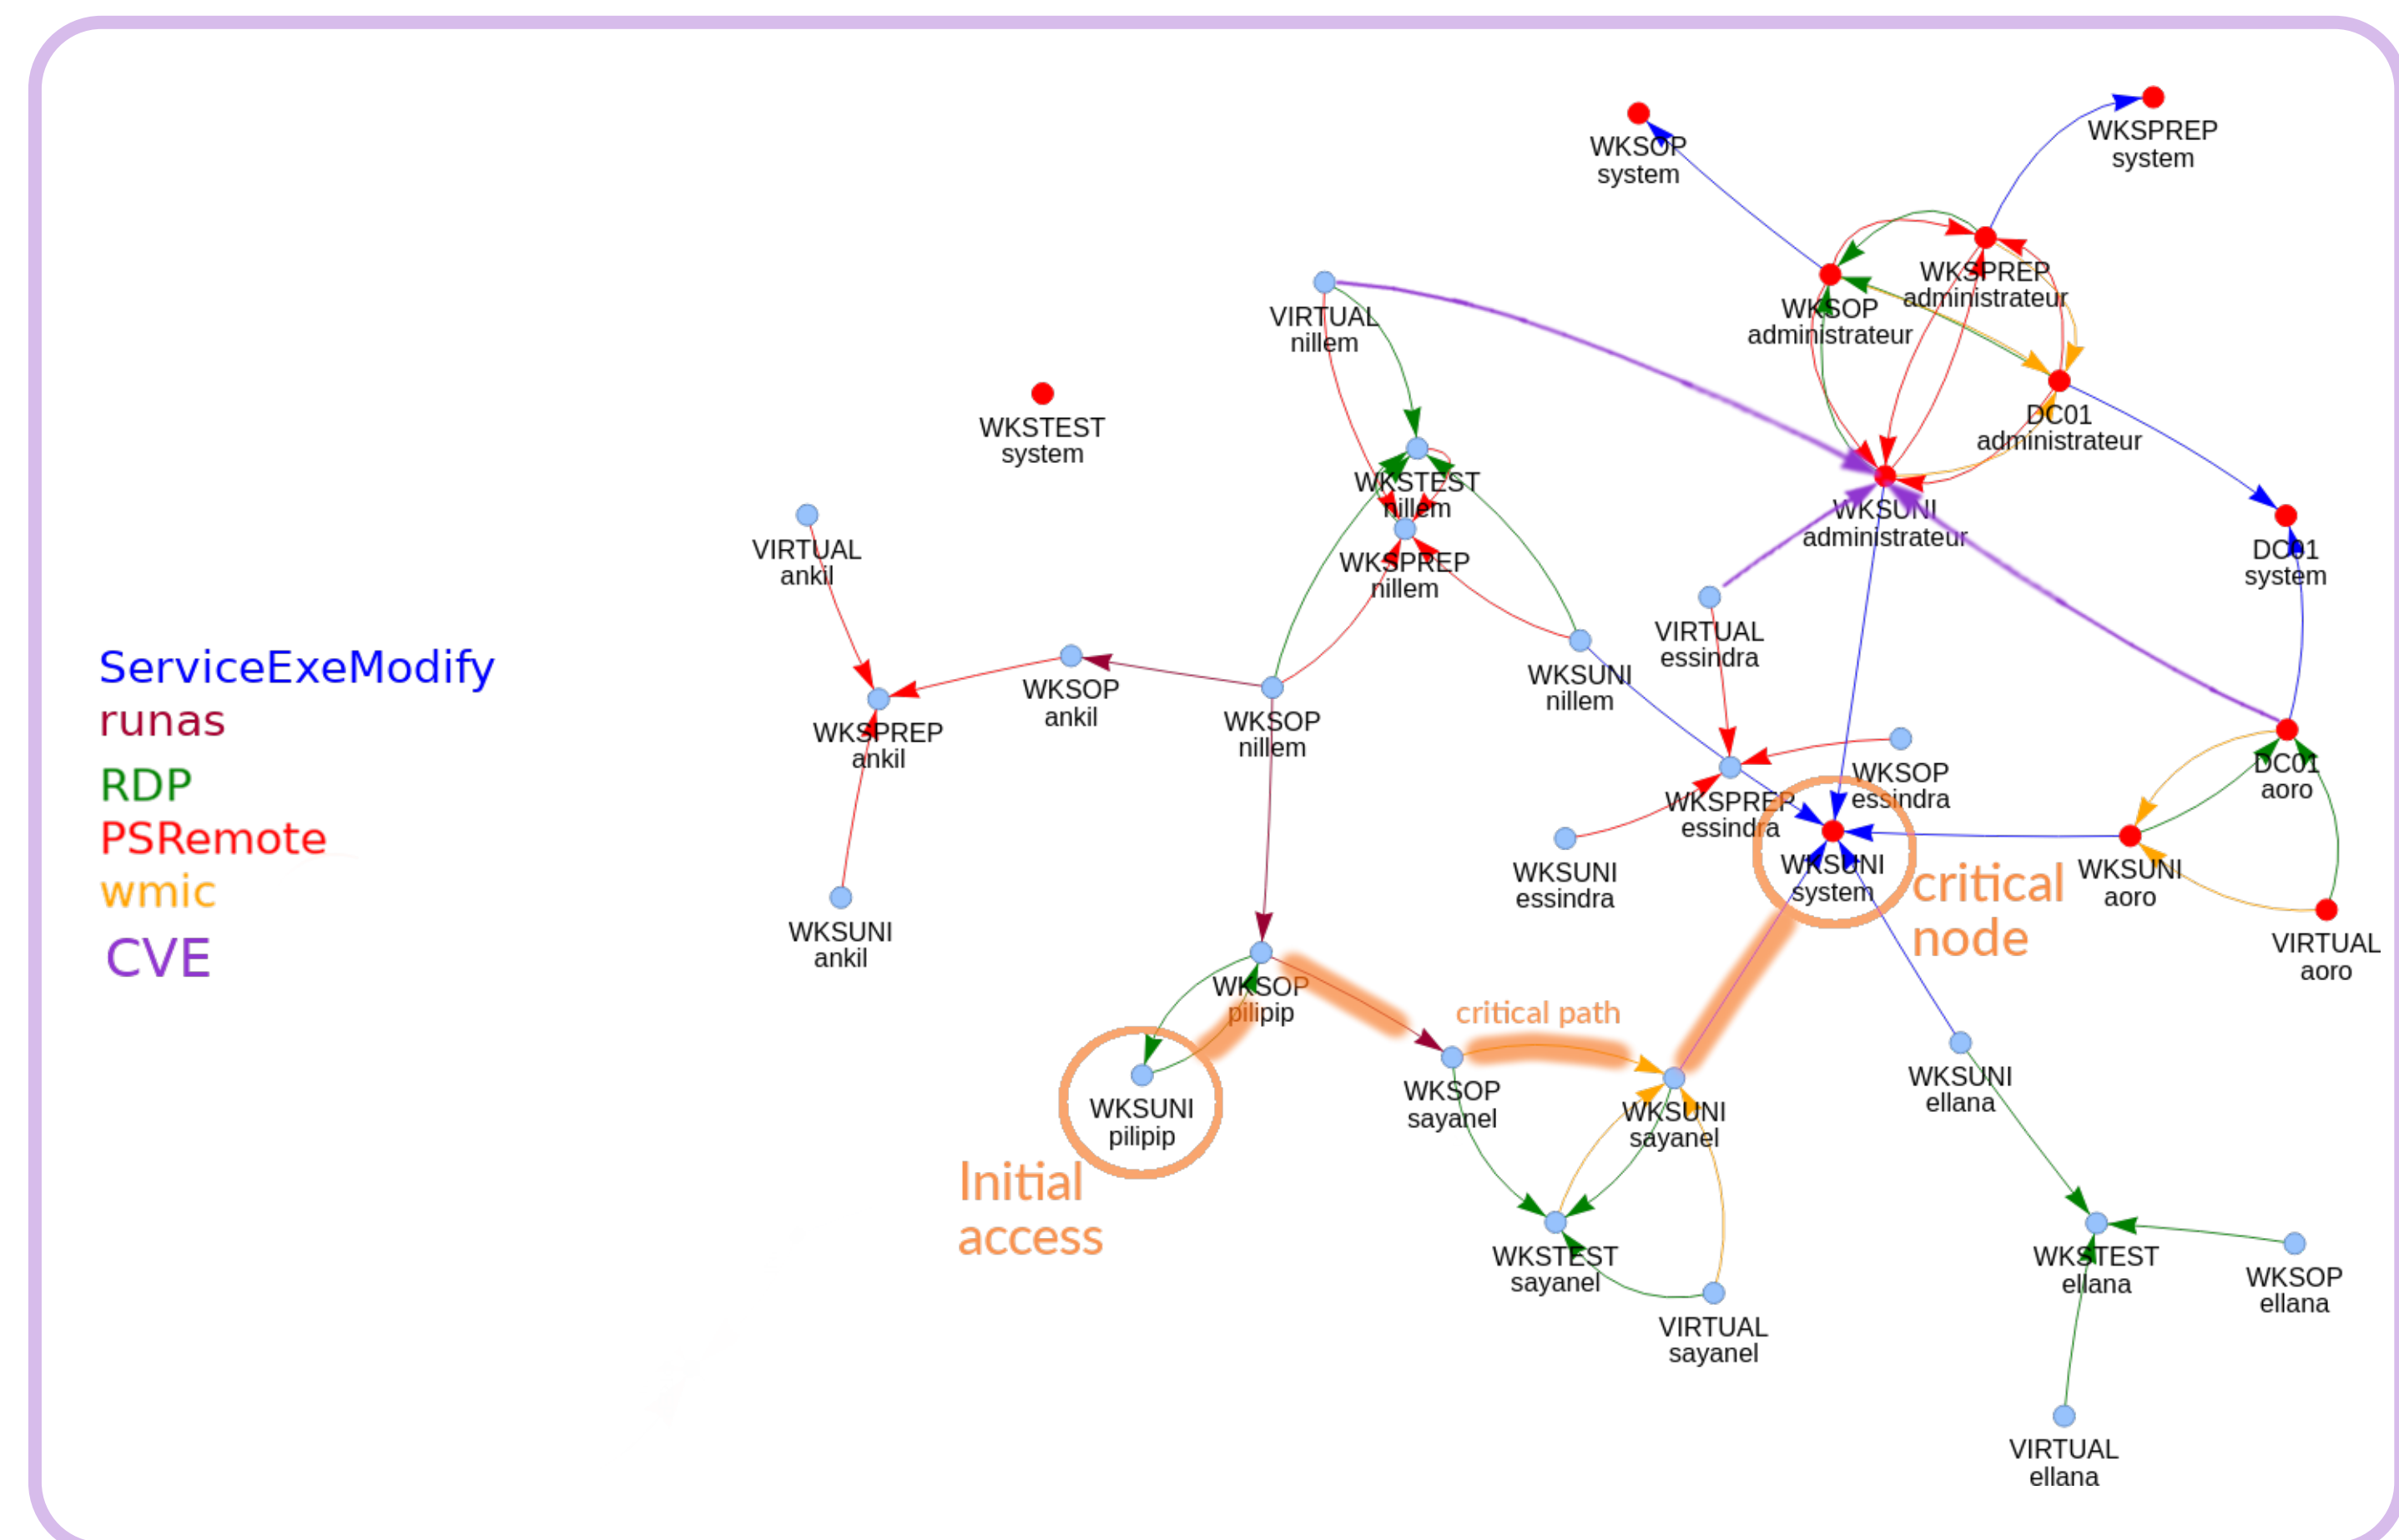 WKSOP
system
WKSPREP
system
WKSPREP
administrateur
WKSOP
administrateur
VIRTUAL
nillem
DC01
administrateur
WKSTEST
system
WKSTEST
nillem
WKSUNI
administrateur
VIRTUAL
ankil
WKSPREP
nillem
DC01
system
VIRTUAL
essindra
ServiceExeModify
runas
RDP
PSRemote
wmic
CVE
WKSOP
ankil
WKSUNI
nillem
WKSPREP
ankil
WKSOP
nillem
WKSOP
essindra
DC01
aoro
WKSPREP
essindra
WKSUNI
essindra
WKSUNI
system
critical
node
WKSUNI
aoro
WKSUNI
ankil
VIRTUAL
aoro
WKSOP
pilipip
critical path
WKSUNI
pilipip
WKSOP
sayanel
WKSUNI
sayanel
WKSUNI
ellana
Initial
access
WKSTEST
sayanel
WKSTEST
ellana
WKSOP
ellana
VIRTUAL
sayanel
VIRTUAL
ellana